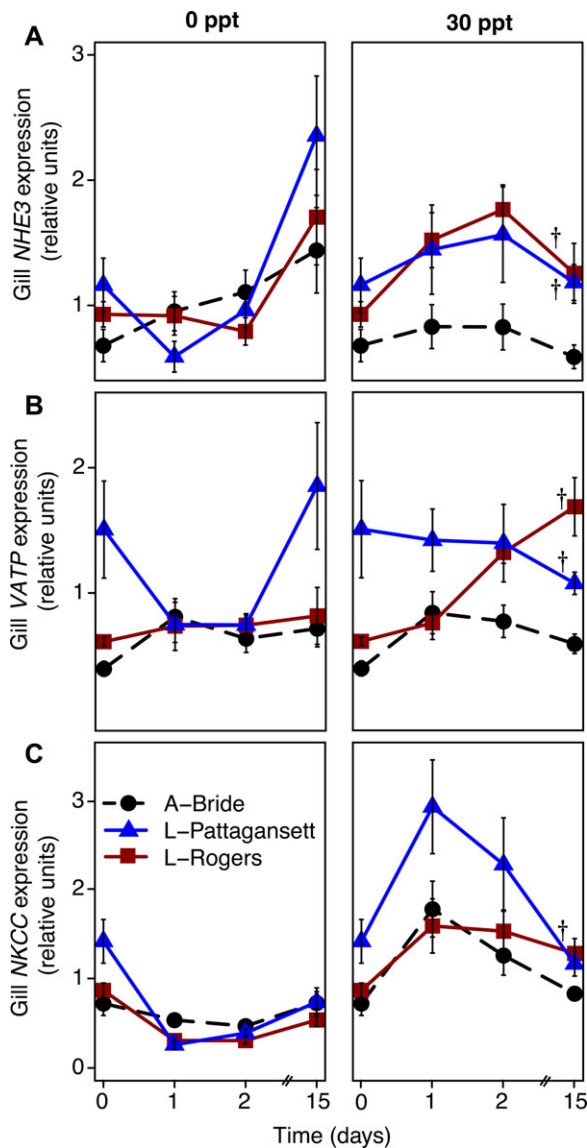 0 ppt 30 ppt
A
Gill NHE3 expression
(relative units)
3
2
1
†
†
B
Gill VATP expression
(relative units)
2
1
†
†
C
Gill NKCC expression
(relative units)
3
2
1
0
A−Bride
L−Pattagansett
L−Rogers
†
0 1 2 // 15 0 1 2 // 15
Time (days)